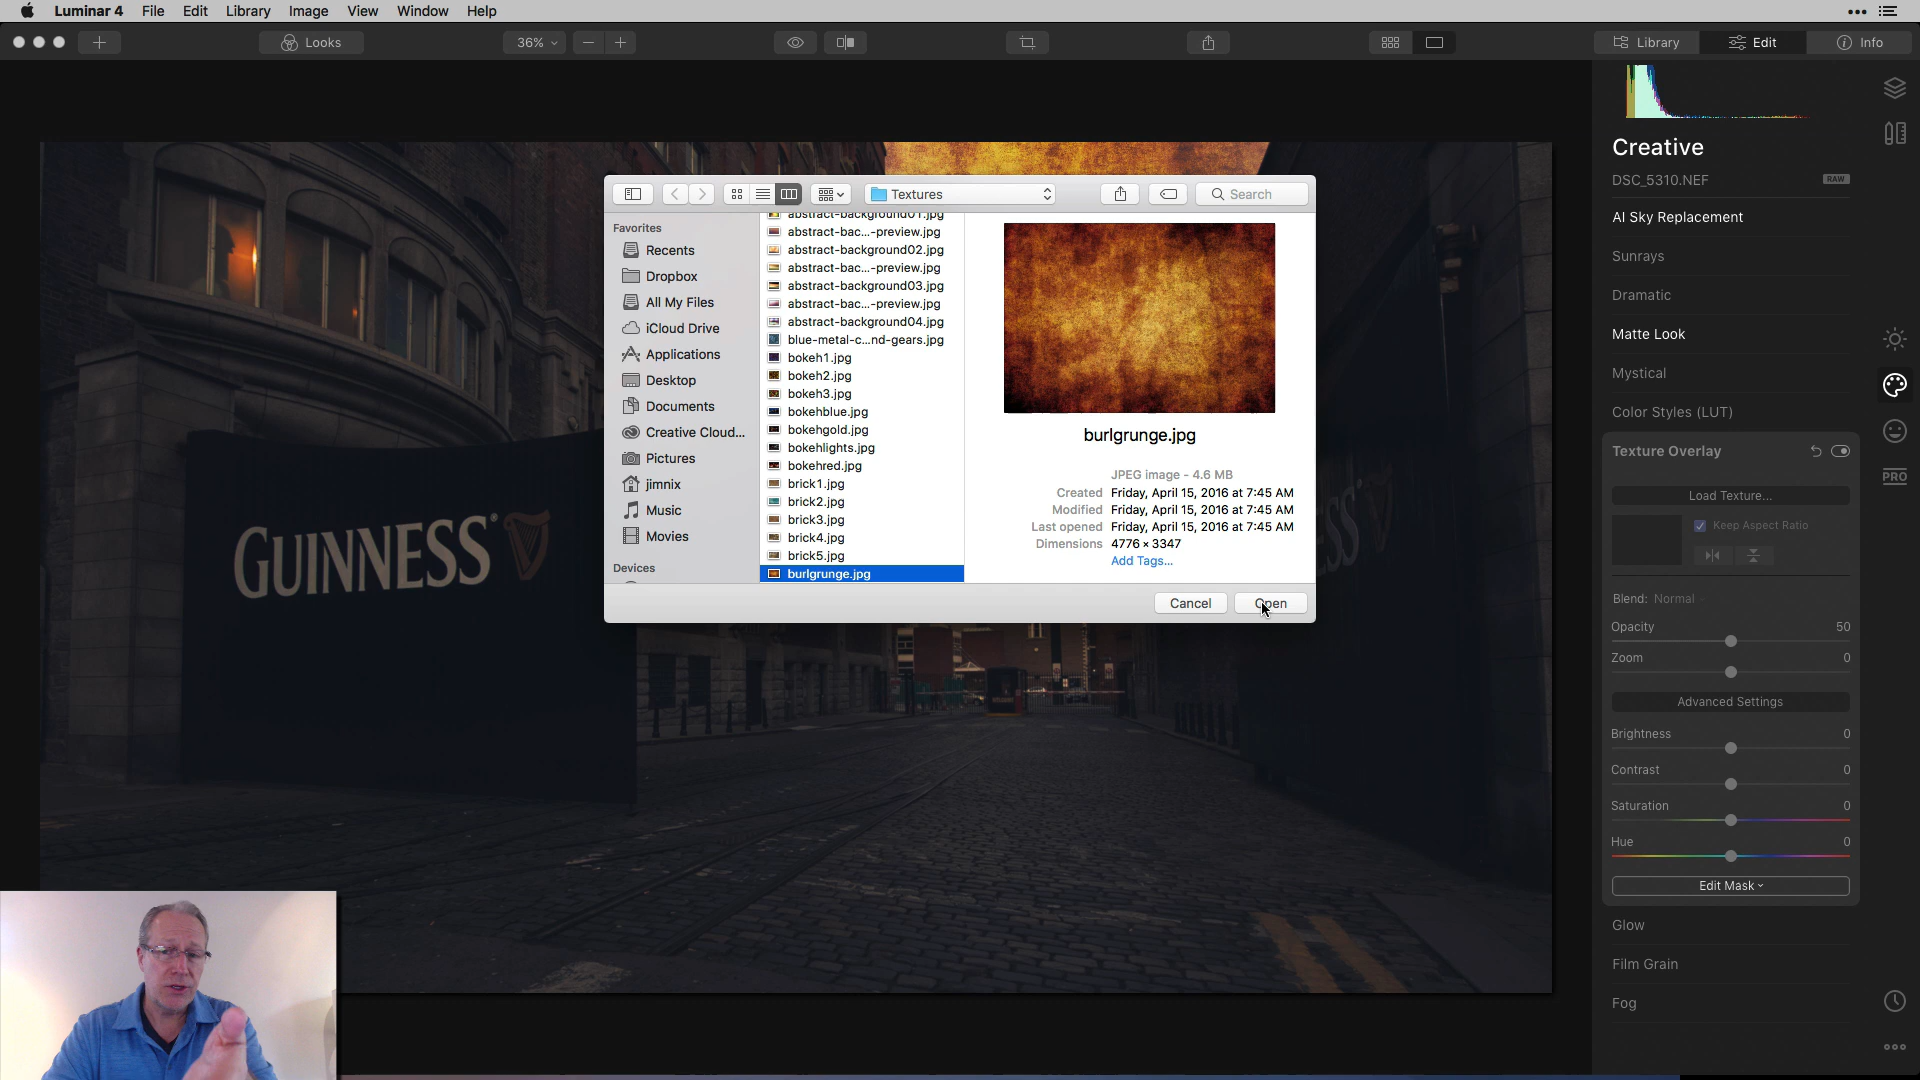 Luminar 4 File Edit Library Image View Window Help
Looks 36% Library Edit Info
Creative
DSC_5310.NEF RAW
AI Sky Replacement
Sunrays
Dramatic
Matte Look
Mystical
Color Styles (LUT)
Texture Overlay
Load Texture...
Keep Aspect Ratio
Blend: Normal
Opacity 50
Zoom 0
Advanced Settings
Brightness 0
Contrast 0
Saturation 0
Hue 0
Edit Mask
Glow
Film Grain
Fog
PRO
Textures
Search
Favorites
Recents
Dropbox
All My Files
iCloud Drive
Applications
Desktop
Documents
Creative Cloud...
Pictures
jimnix
Music
Movies
Devices
abstract-background01.jpg
abstract-bac...-preview.jpg
abstract-background02.jpg
abstract-bac...-preview.jpg
abstract-background03.jpg
abstract-bac...-preview.jpg
abstract-background04.jpg
blue-metal-c...nd-gears.jpg
bokeh1.jpg
bokeh2.jpg
bokeh3.jpg
bokehblue.jpg
bokehgold.jpg
bokehlights.jpg
bokehred.jpg
brick1.jpg
brick2.jpg
brick3.jpg
brick4.jpg
brick5.jpg
burlgrunge.jpg
burlgrunge.jpg
JPEG image - 4.6 MB
Created Friday, April 15, 2016 at 7:45 AM
Modified Friday, April 15, 2016 at 7:45 AM
Last opened Friday, April 15, 2016 at 7:45 AM
Dimensions 4776 × 3347
Add Tags...
Cancel Open
GUINNESS®